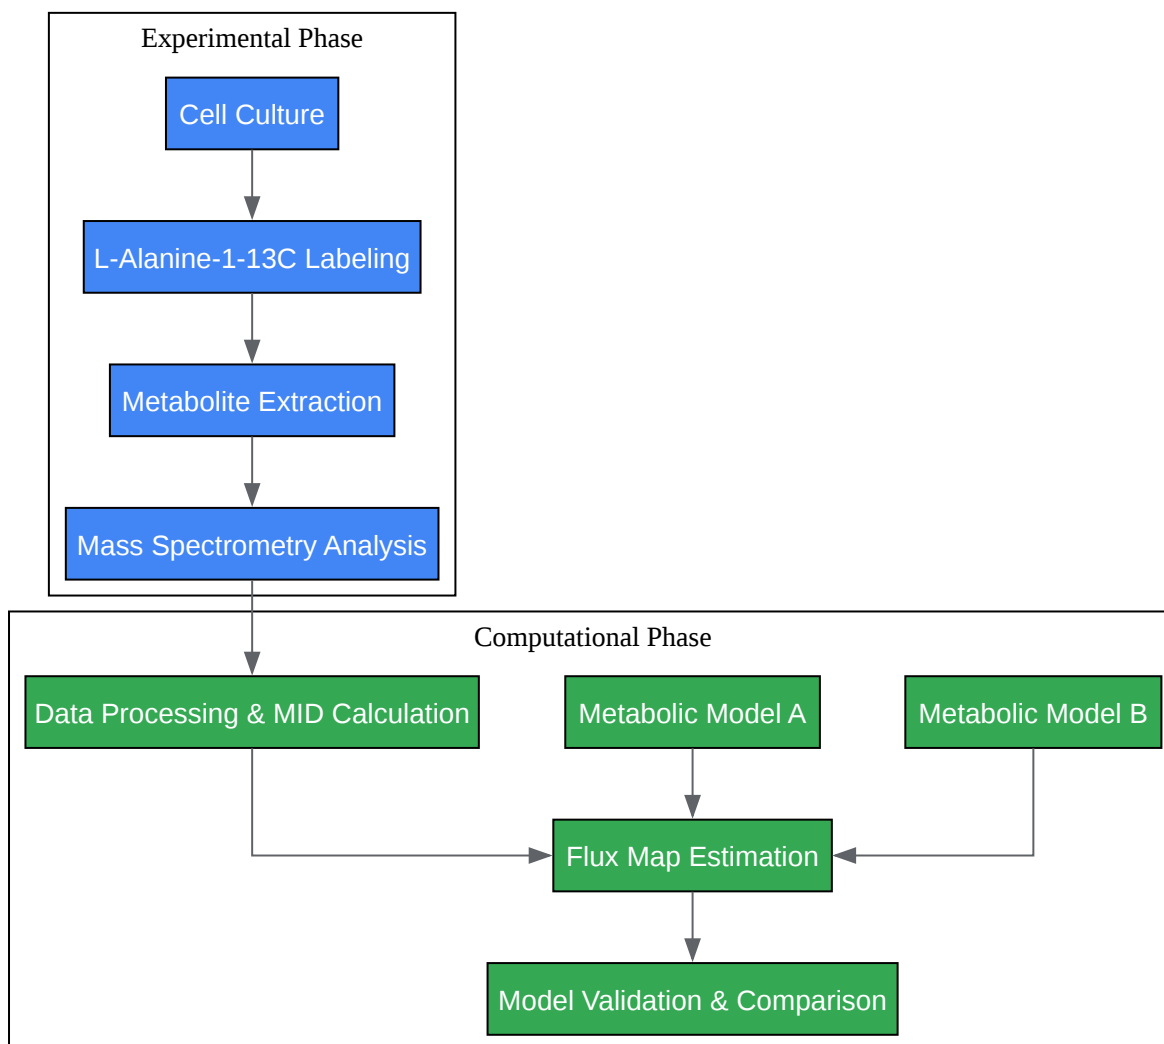 Experimental Phase
Cell Culture
L-Alanine-1-13C Labeling
Metabolite Extraction
Mass Spectrometry Analysis
Computational Phase
Data Processing & MID Calculation
Metabolic Model A
Metabolic Model B
Flux Map Estimation
Model Validation & Comparison